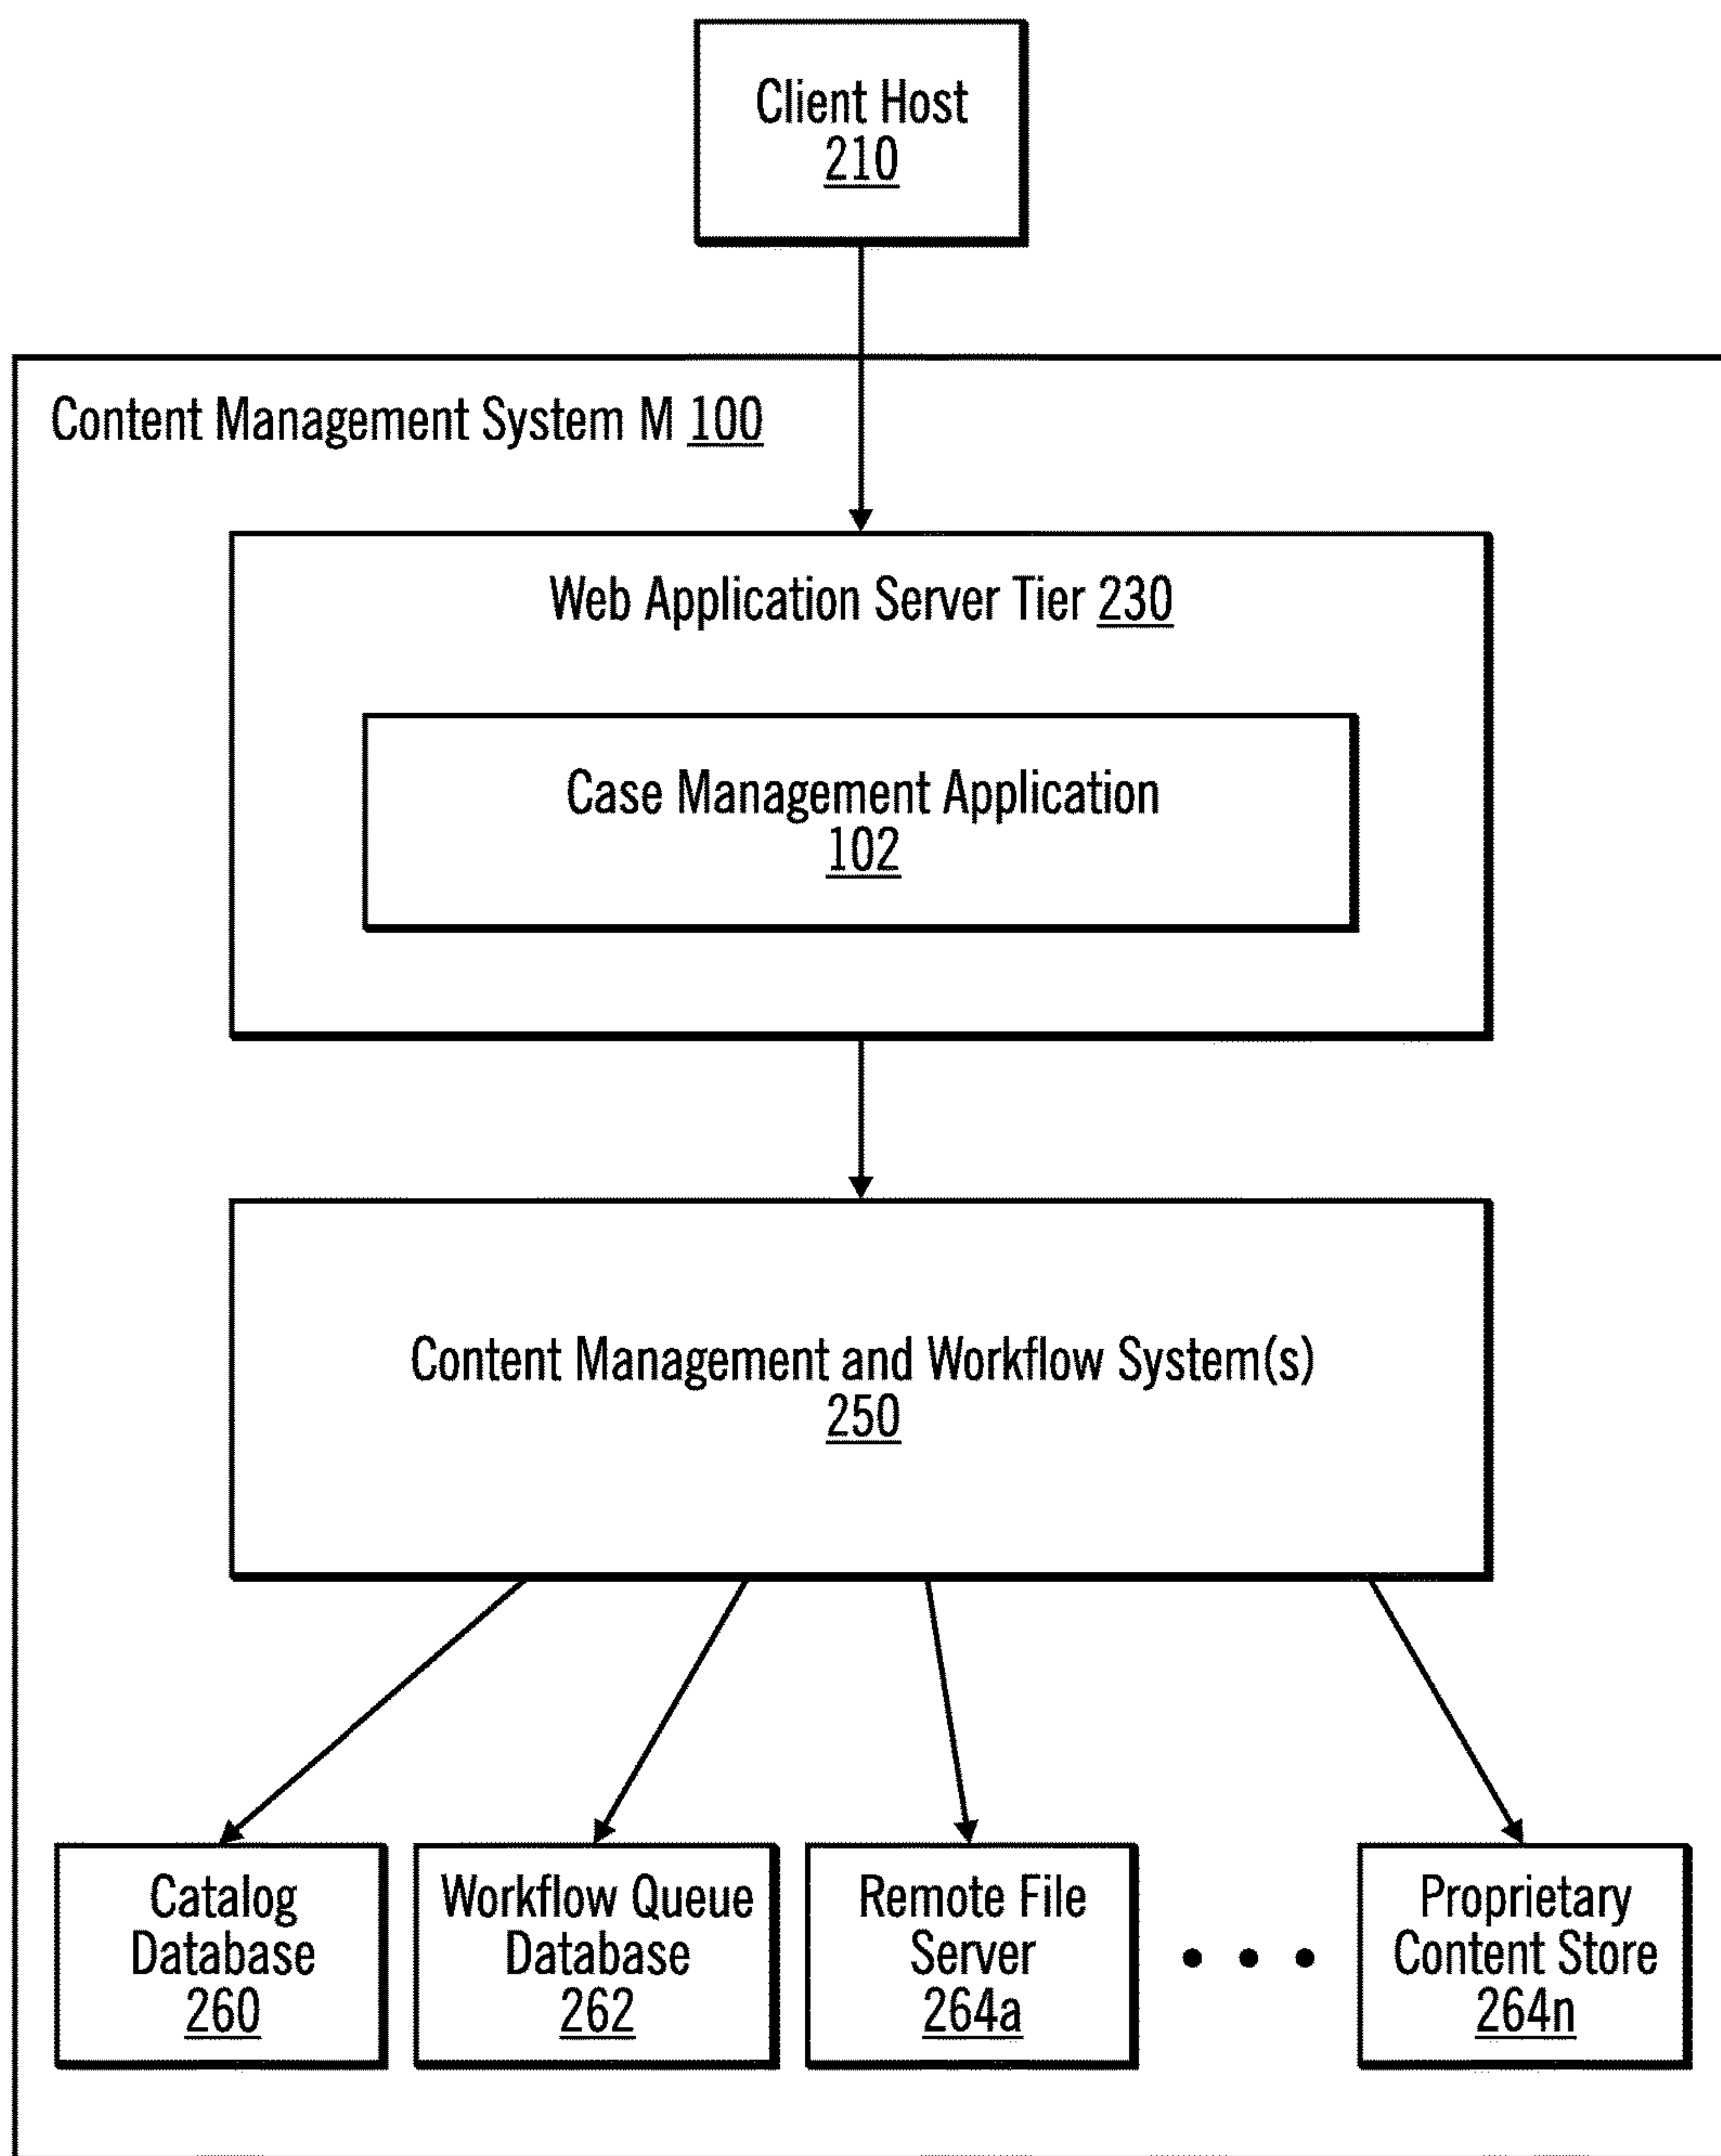 Client Host
210
Content Management System M 100
Web Application Server Tier 230
Case Management Application
102
Content Management and Workflow System(s)
250
Catalog
Database
260
Workflow Queue
Database
262
Remote File
Server
264a
• • •
Proprietary
Content Store
264n